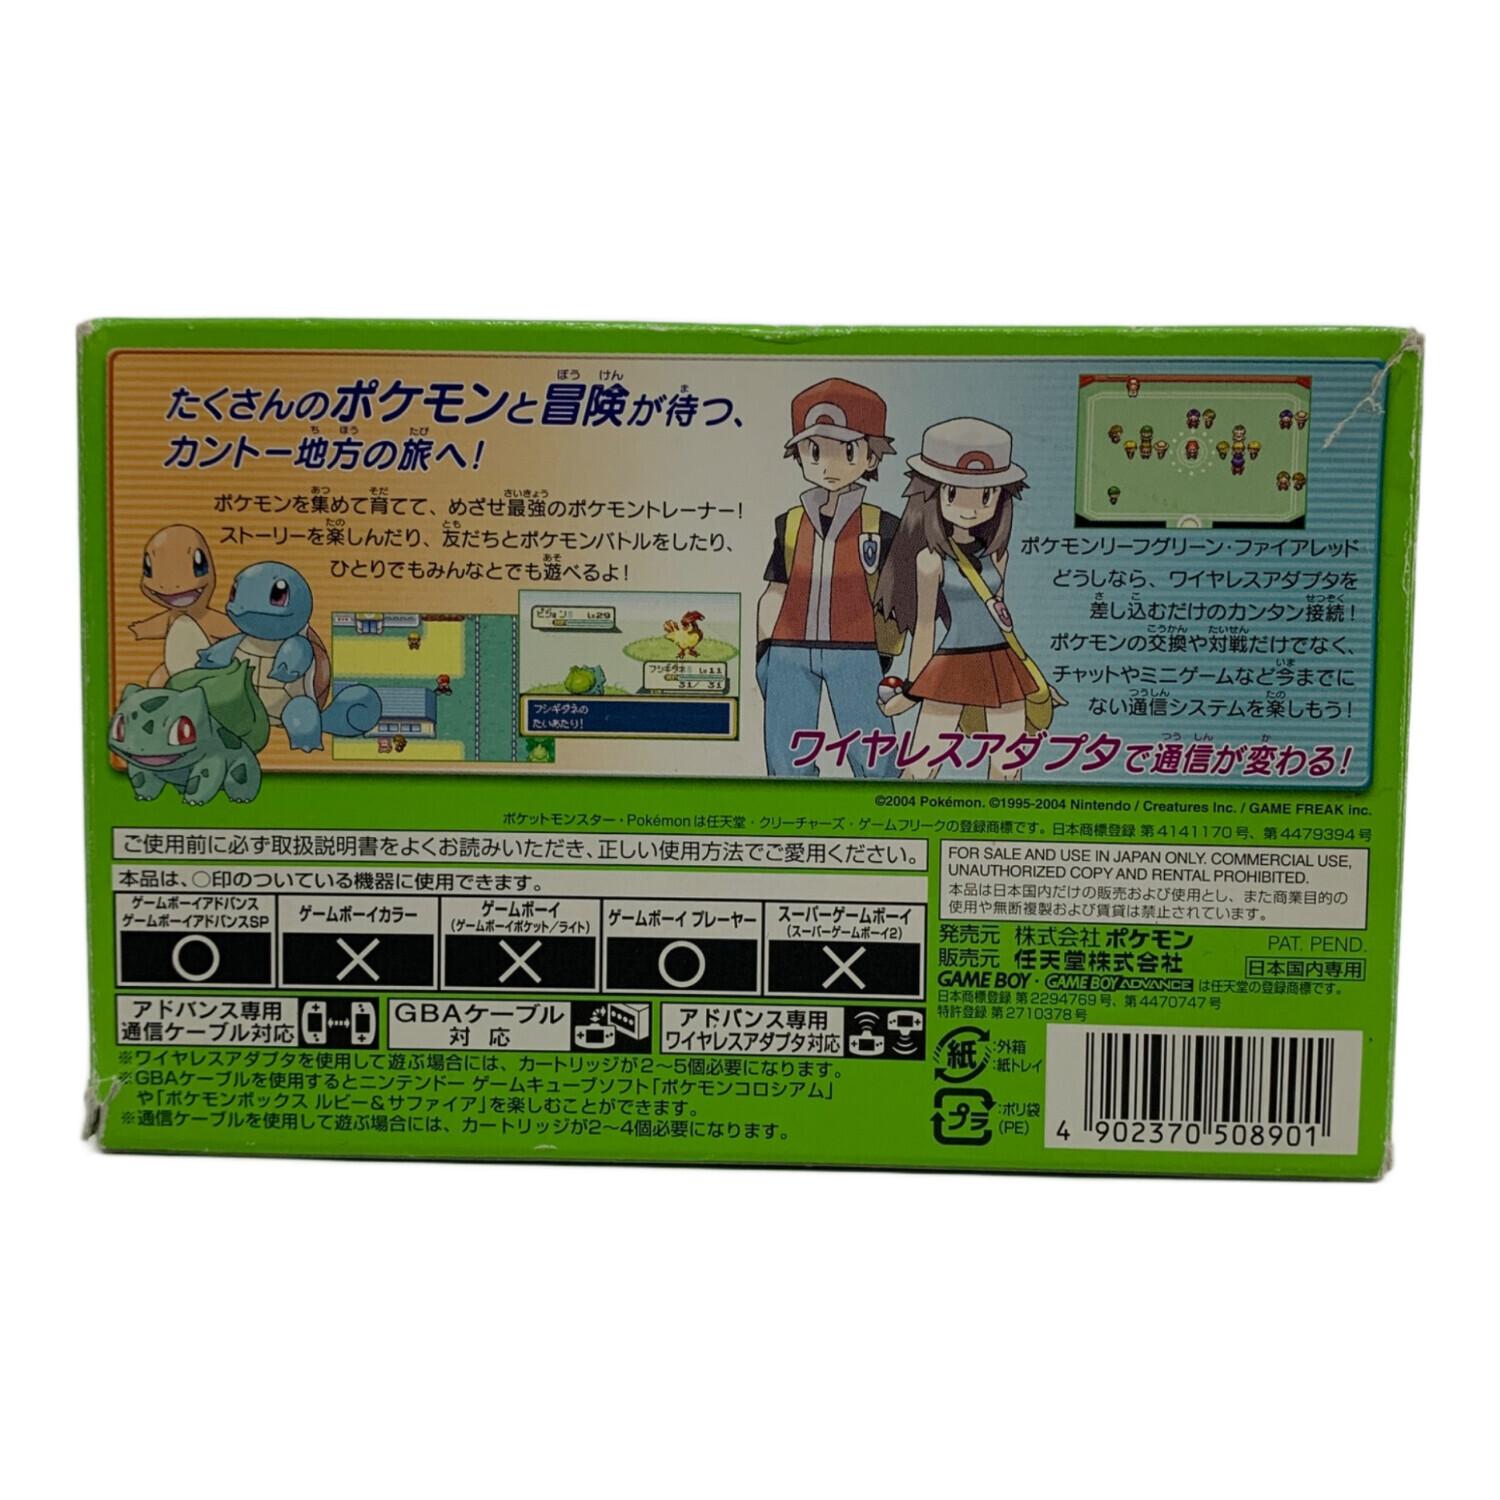 たくさんのポケモンと冒険が待つ、
カントー地方の旅へ!
ポケモンを集めて育てて、めざせ最強のポケモントレーナー!
ストーリーを楽しんだり、友だちとポケモンバトルをしたり、
ひとりでもみんなとでも遊べるよ!
ピジョン Lv29
フシギダネ Lv11
31/ 31
フシギダネの
たいあたり!
ポケモンリーフグリーン・ファイアレッド
どうしなら、ワイヤレスアダプタを
差し込むだけのカンタン接続!
ポケモンの交換や対戦だけでなく、
チャットやミニゲームなど今までに
ない通信システムを楽しもう!
ワイヤレスアダプタで通信が変わる!
©2004 Pokémon. ©1995-2004 Nintendo / Creatures Inc. / GAME FREAK inc.
ポケットモンスター・Pokémonは任天堂・クリーチャーズ・ゲームフリークの登録商標です。日本商標登録 第4141170号、第4479394号
ご使用前に必ず取扱説明書をよくお読みいただき、正しい使用方法でご愛用ください。
本品は、○印のついている機器に使用できます。
ゲームボーイアドバンス
ゲームボーイアドバンスSP
ゲームボーイカラー
ゲームボーイ
(ゲームボーイポケット/ライト)
ゲームボーイ プレーヤー
スーパーゲームボーイ
(スーパーゲームボーイ2)
○ × × ○ ×
アドバンス専用
通信ケーブル対応
GBAケーブル
対応
アドバンス専用
ワイヤレスアダプタ対応
※ワイヤレスアダプタを使用して遊ぶ場合には、カートリッジが2〜5個必要になります。
※GBAケーブルを使用するとニンテンドー ゲームキューブソフト「ポケモンコロシアム」
や「ポケモンボックス ルビー&サファイア」を楽しむことができます。
※通信ケーブルを使用して遊ぶ場合には、カートリッジが2〜4個必要になります。
FOR SALE AND USE IN JAPAN ONLY. COMMERCIAL USE,
UNAUTHORIZED COPY AND RENTAL PROHIBITED.
本品は日本国内だけの販売および使用とし、また商業目的の
使用や無断複製および賃貸は禁止されています。
発売元 株式会社ポケモン
PAT. PEND.
販売元 任天堂株式会社
日本国内専用
GAME BOY・GAME BOY ADVANCE は任天堂の登録商標です。
日本商標登録 第2294769号、第4470747号
特許登録 第2710378号
紙 :外箱
:紙トレイ
プラ :ポリ袋
(PE)
4 902370 508901